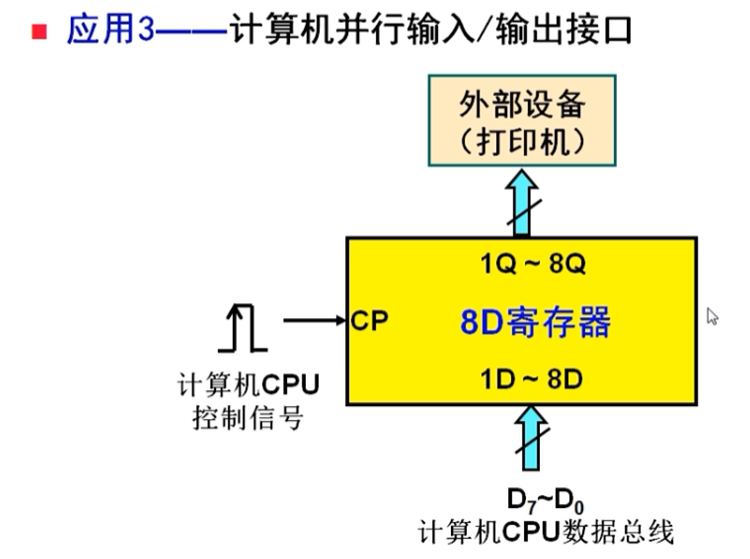 应用3——计算机并行输入/输出接口
外部设备
（打印机）
1Q ~ 8Q
CP
8D寄存器
1D ~ 8D
计算机CPU
控制信号
D₇~D₀
计算机CPU数据总线